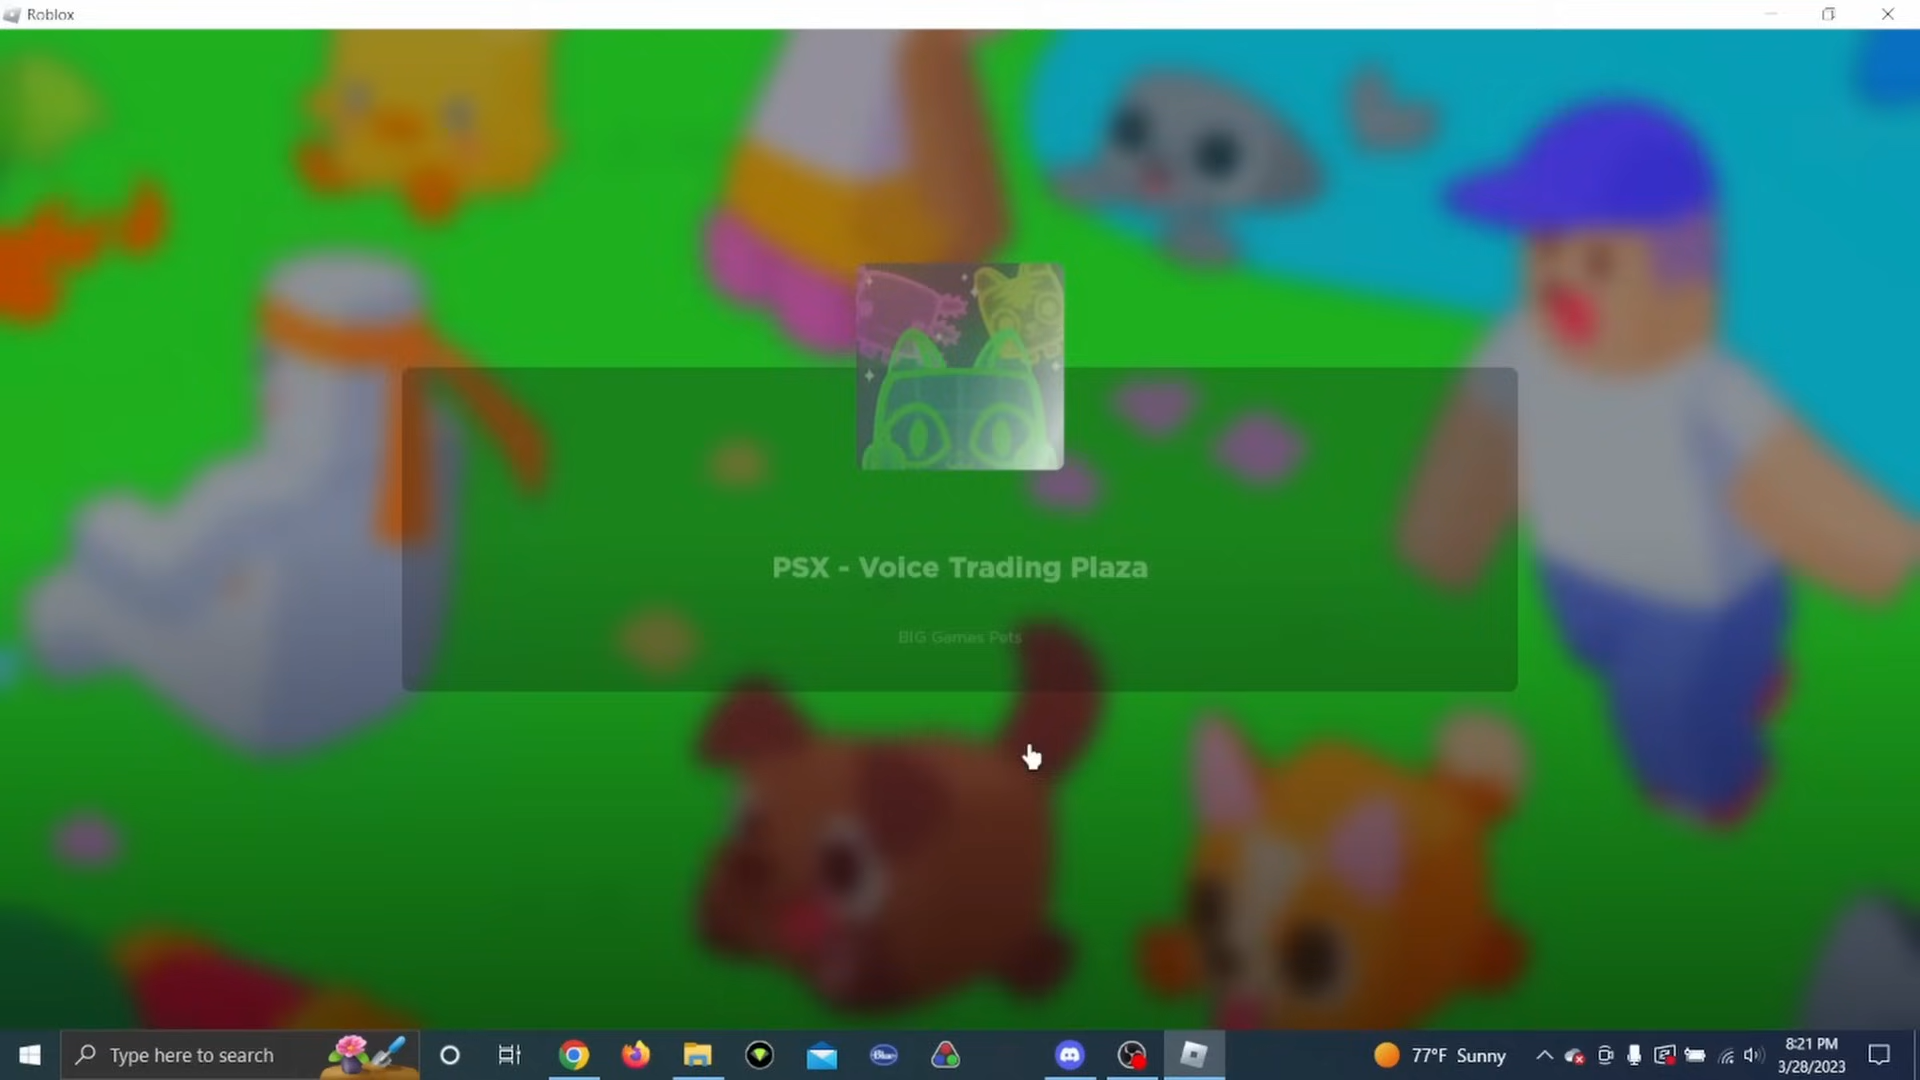 Roblox
PSX - Voice Trading Plaza
BIG Games Pets
Type here to search
Blue
77°F Sunny
8:21 PM
3/28/2023